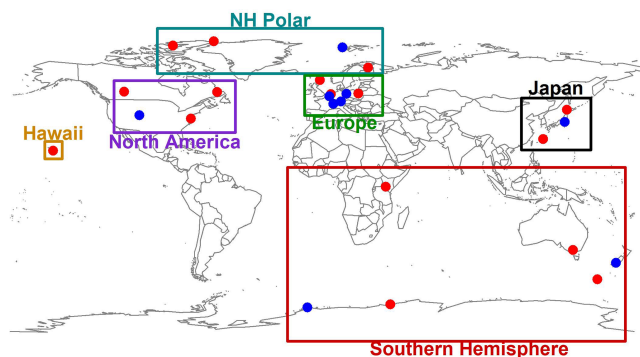 NH Polar
Japan
Hawaii
North America
Europe
Southern Hemisphere